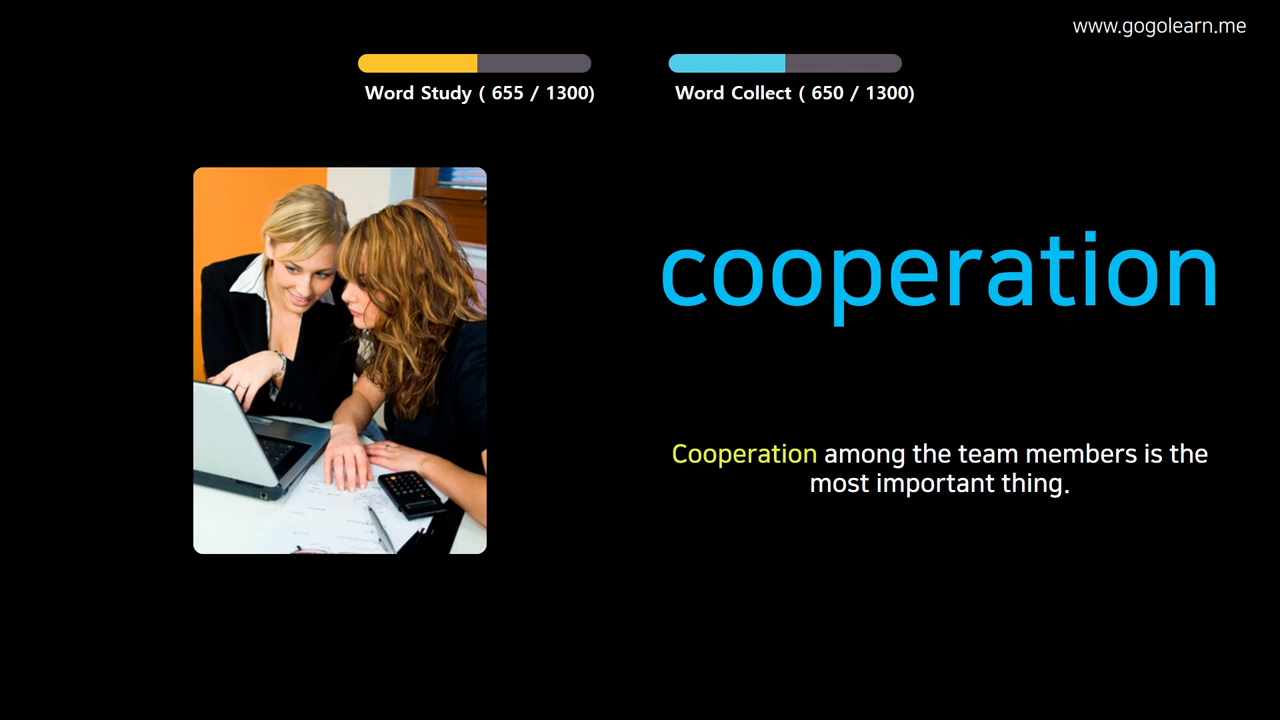 www.gogolearn.me
Word Study ( 655 / 1300)
Word Collect ( 650 / 1300)
cooperation
Cooperation among the team members is the
most important thing.